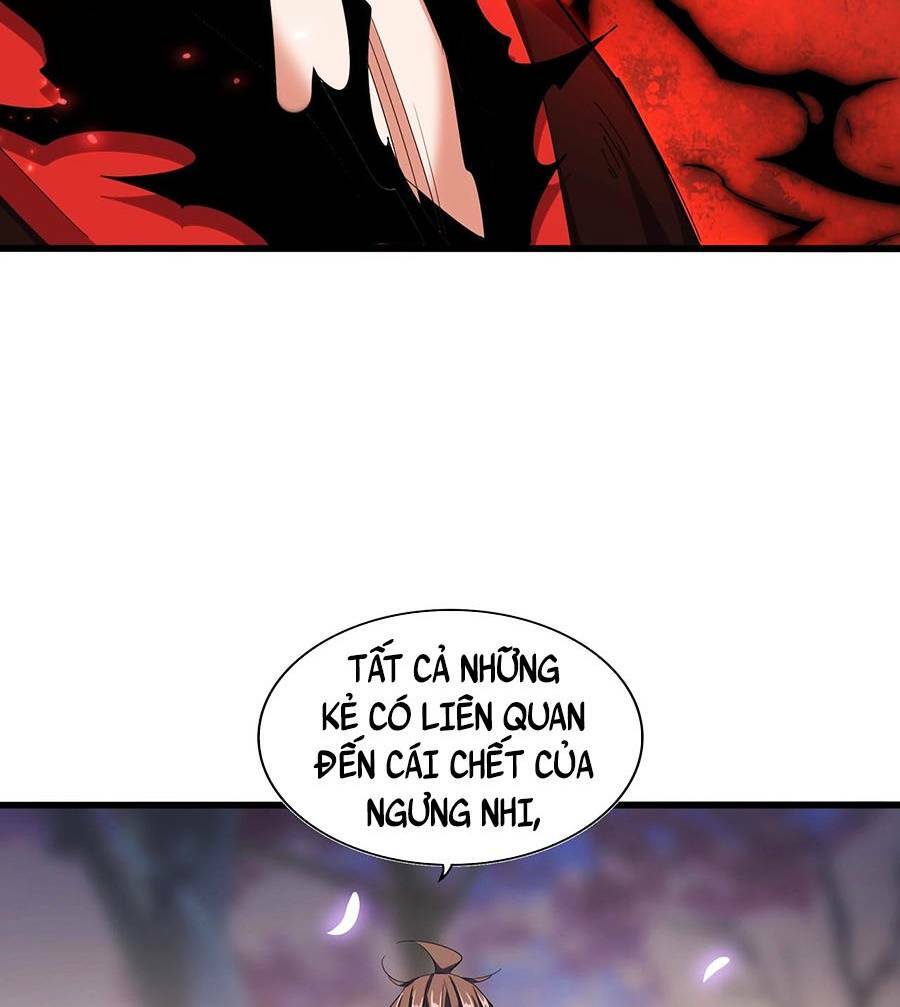 TẤT CẢ NHỮNG
KẺ CÓ LIÊN QUAN
ĐẾN CÁI CHẾT CỦA
NGƯNG NHI,